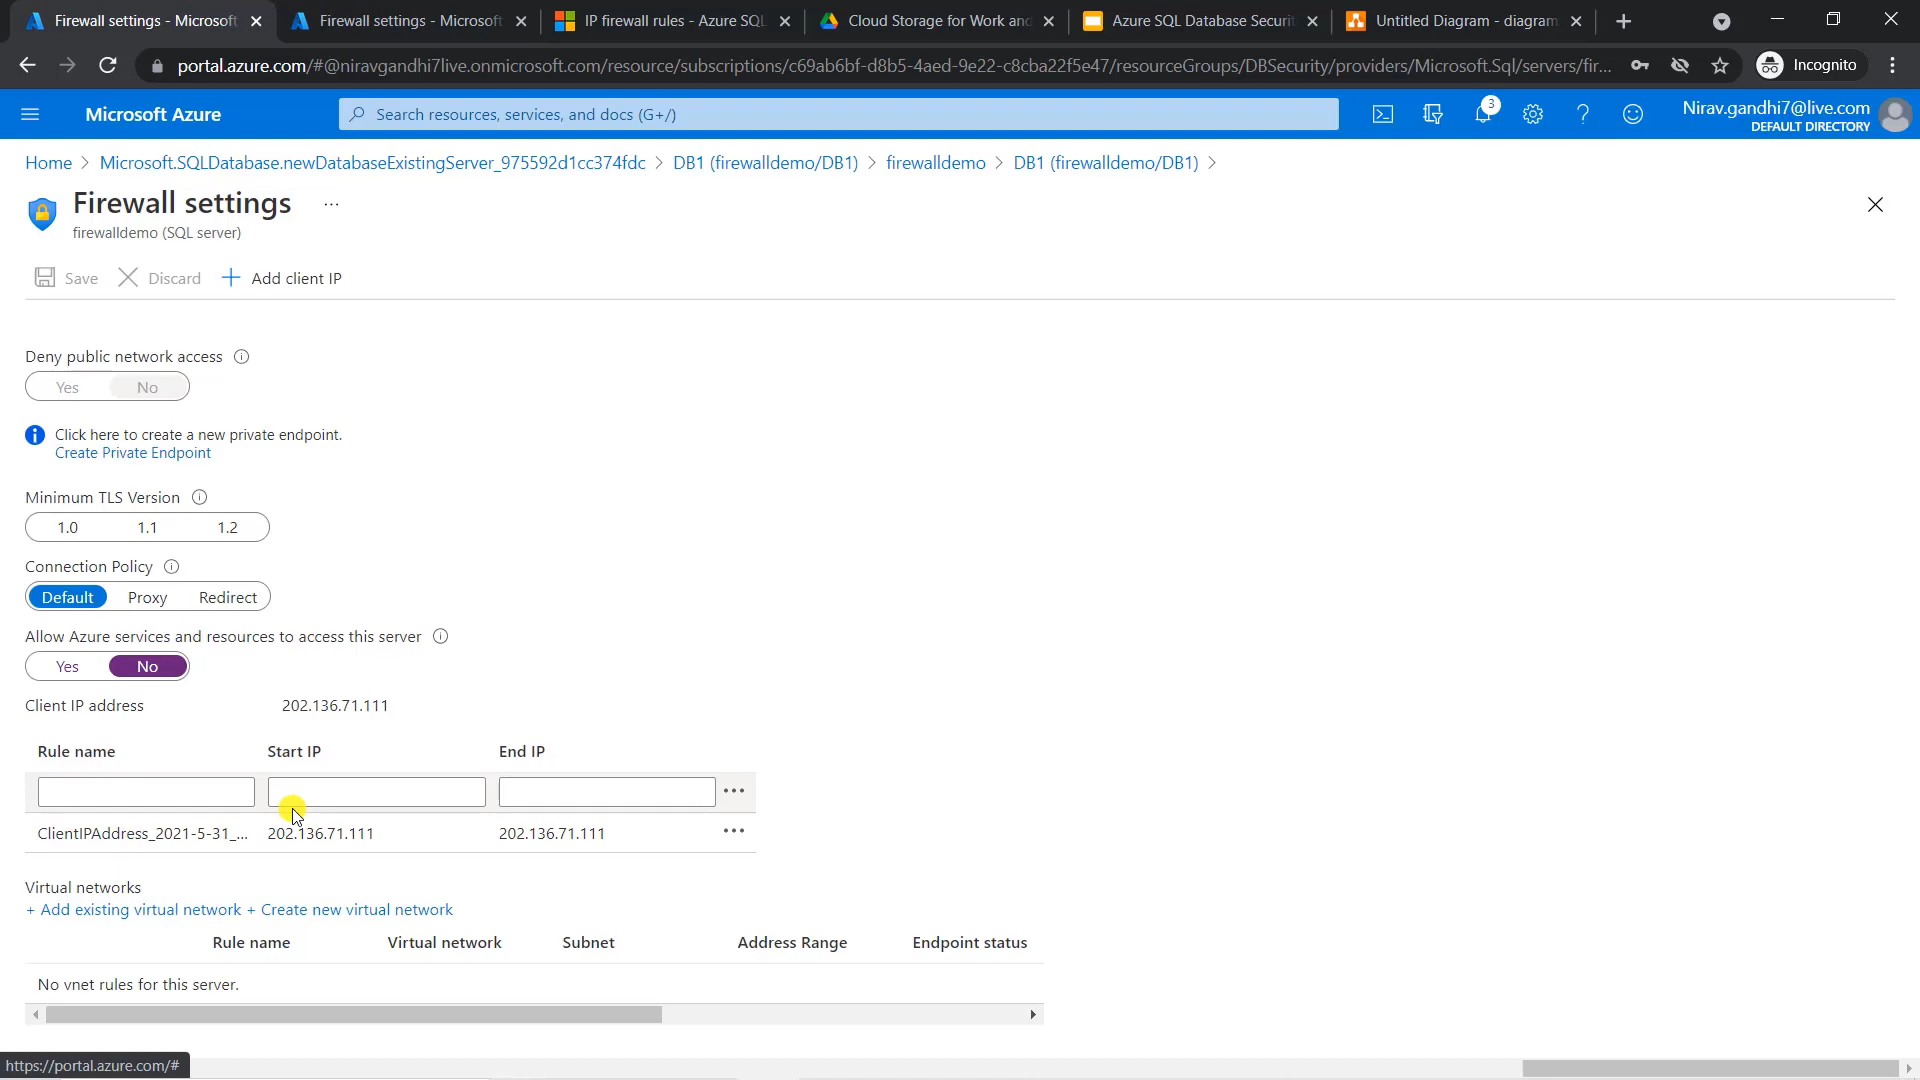 Firewall settings - Microsoft
Firewall settings - Microsoft
IP firewall rules - Azure SQL
Cloud Storage for Work and
Azure SQL Database Securi
Untitled Diagram - diagram
portal.azure.com/#@niravgandhi7live.onmicrosoft.com/resource/subscriptions/c69ab6bf-d8b5-4aed-9e22-c8cba22f5e47/resourceGroups/DBSecurity/providers/Microsoft.Sql/servers/fir...
Incognito
Microsoft Azure
Search resources, services, and docs (G+/)
3
Nirav.gandhi7@live.com
DEFAULT DIRECTORY
Home > Microsoft.SQLDatabase.newDatabaseExistingServer_975592d1cc374fdc > DB1 (firewalldemo/DB1) > firewalldemo > DB1 (firewalldemo/DB1) >
Firewall settings ...
firewalldemo (SQL server)
Save Discard + Add client IP
Deny public network access
Yes No
Click here to create a new private endpoint.
Create Private Endpoint
Minimum TLS Version
1.0 1.1 1.2
Connection Policy
Default Proxy Redirect
Allow Azure services and resources to access this server
Yes No
Client IP address 202.136.71.111
Rule name Start IP End IP
ClientIPAddress_2021-5-31_... 202.136.71.111 202.136.71.111
Virtual networks
+ Add existing virtual network + Create new virtual network
Rule name Virtual network Subnet Address Range Endpoint status
No vnet rules for this server.
https://portal.azure.com/#